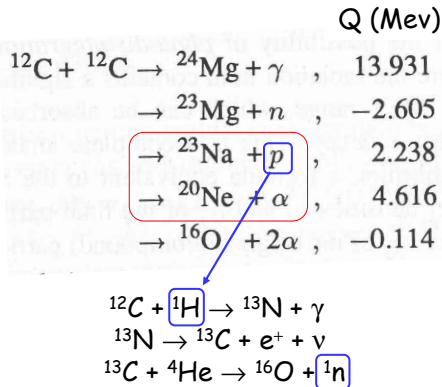 Q (Mev)
¹²C + ¹²C → ²⁴Mg + γ , 13.931
→ ²³Mg + n , −2.605
→ ²³Na + p , 2.238
→ ²⁰Ne + α , 4.616
→ ¹⁶O + 2α , −0.114
¹²C + ¹H → ¹³N + γ
¹³N → ¹³C + e⁺ + ν
¹³C + ⁴He → ¹⁶O + ¹n